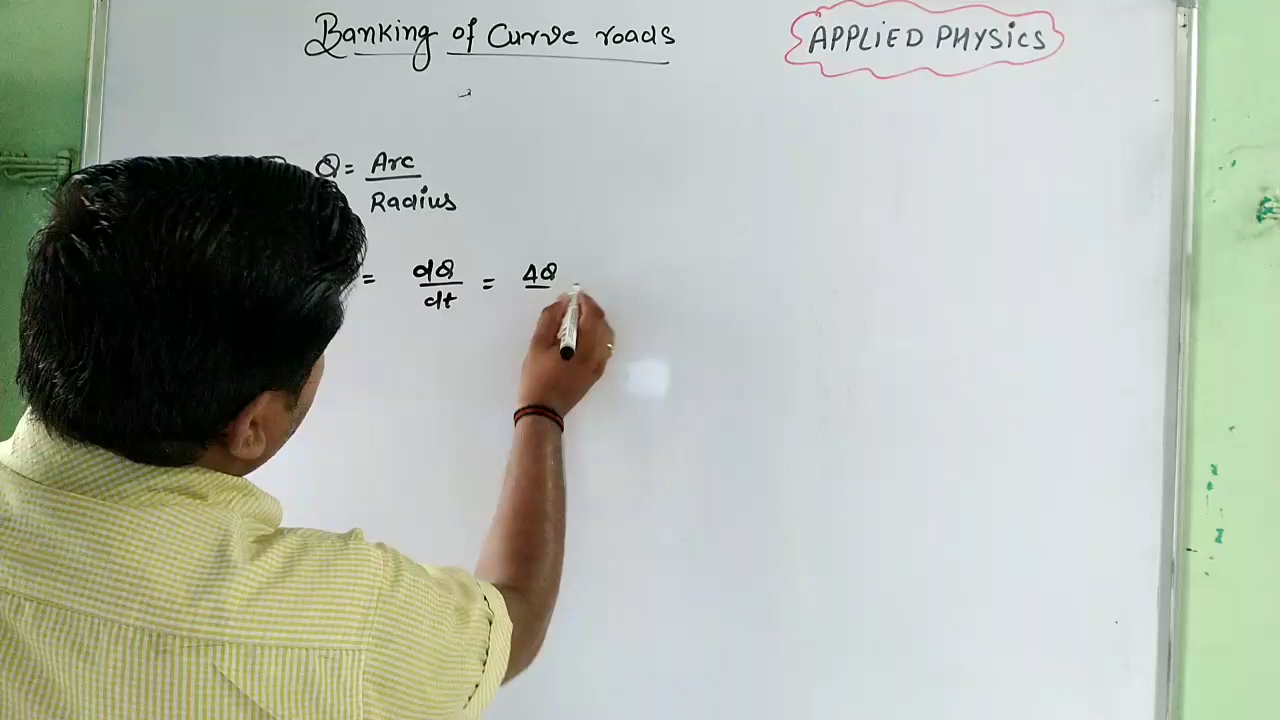 Banking of Curve roads
APPLiED PHYSiCS
θ = Arc
Radius
= dθ = Δθ
dt